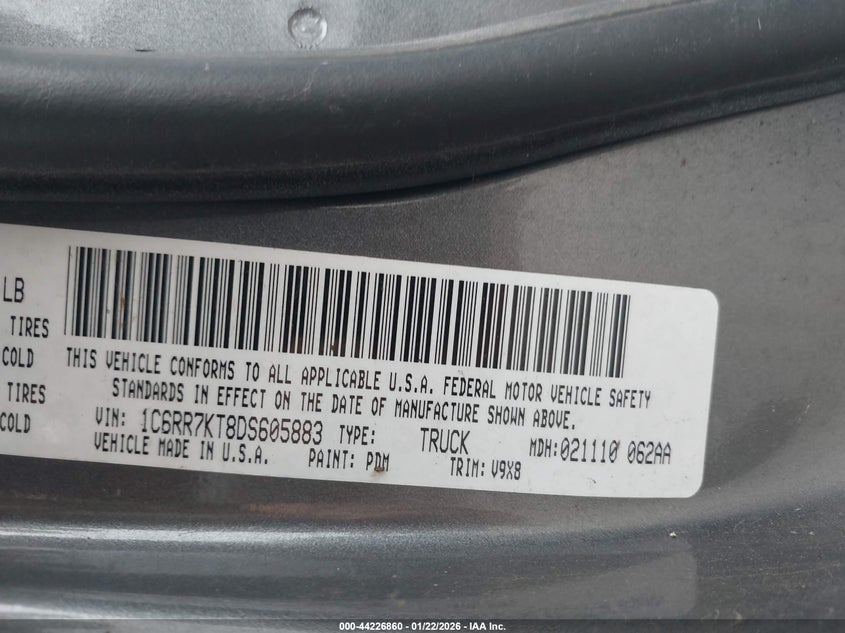 LB
TIRES
COLD
TIRES
COLD
THIS VEHICLE CONFORMS TO ALL APPLICABLE U.S.A. FEDERAL MOTOR VEHICLE SAFETY
STANDARDS IN EFFECT ON THE DATE OF MANUFACTURE SHOWN ABOVE.
VIN: 1C6RR7KT8DS605883 TYPE: TRUCK MDH:021110 062AA
VEHICLE MADE IN U.S.A. PAINT: PDM TRIM: V9X8
000-44226860 - 01/22/2026 - IAA Inc.